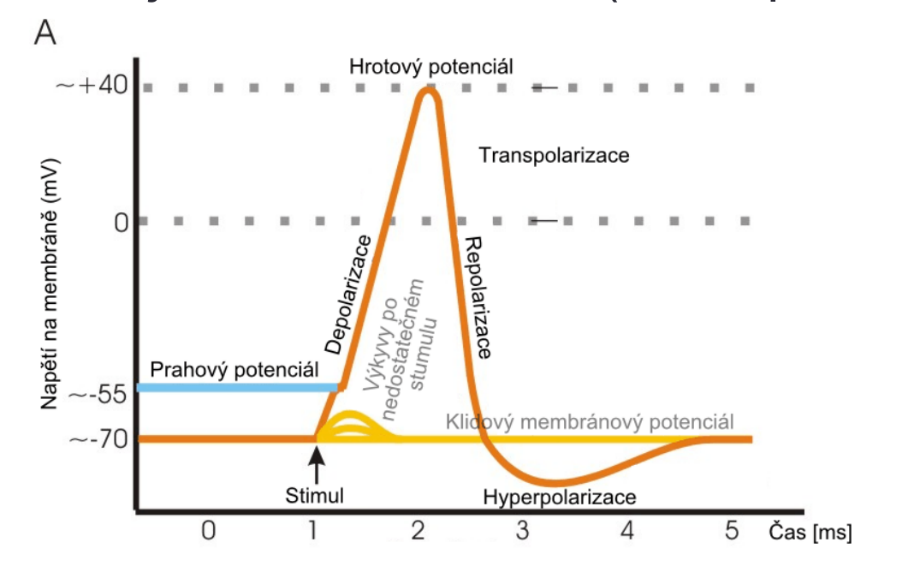 A
Hrotový potenciál
~+40
Transpolarizace
Napětí na membráně (mV)
0
Depolarizace
Repolarizace
Výkyvy po
nedostatečném
stumulu
Prahový potenciál
~-55
Klidový membránový potenciál
~-70
Stimul
Hyperpolarizace
0 1 2 3 4 5 Čas [ms]